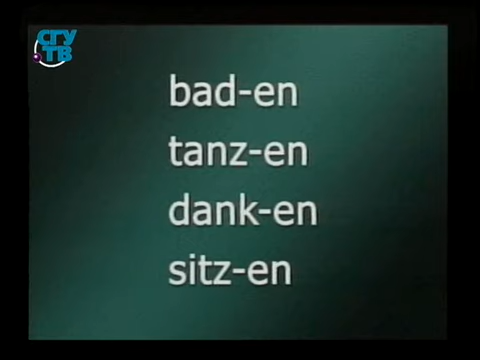 СГУ
ТВ
bad-en
tanz-en
dank-en
sitz-en